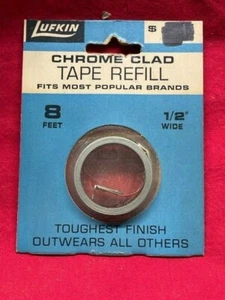 LUFKIN
$
CHROME CLAD
TAPE REFILL
FITS MOST POPULAR BRANDS
8 1/2"
FEET WIDE
TOUGHEST FINISH
OUTWEARS ALL OTHERS